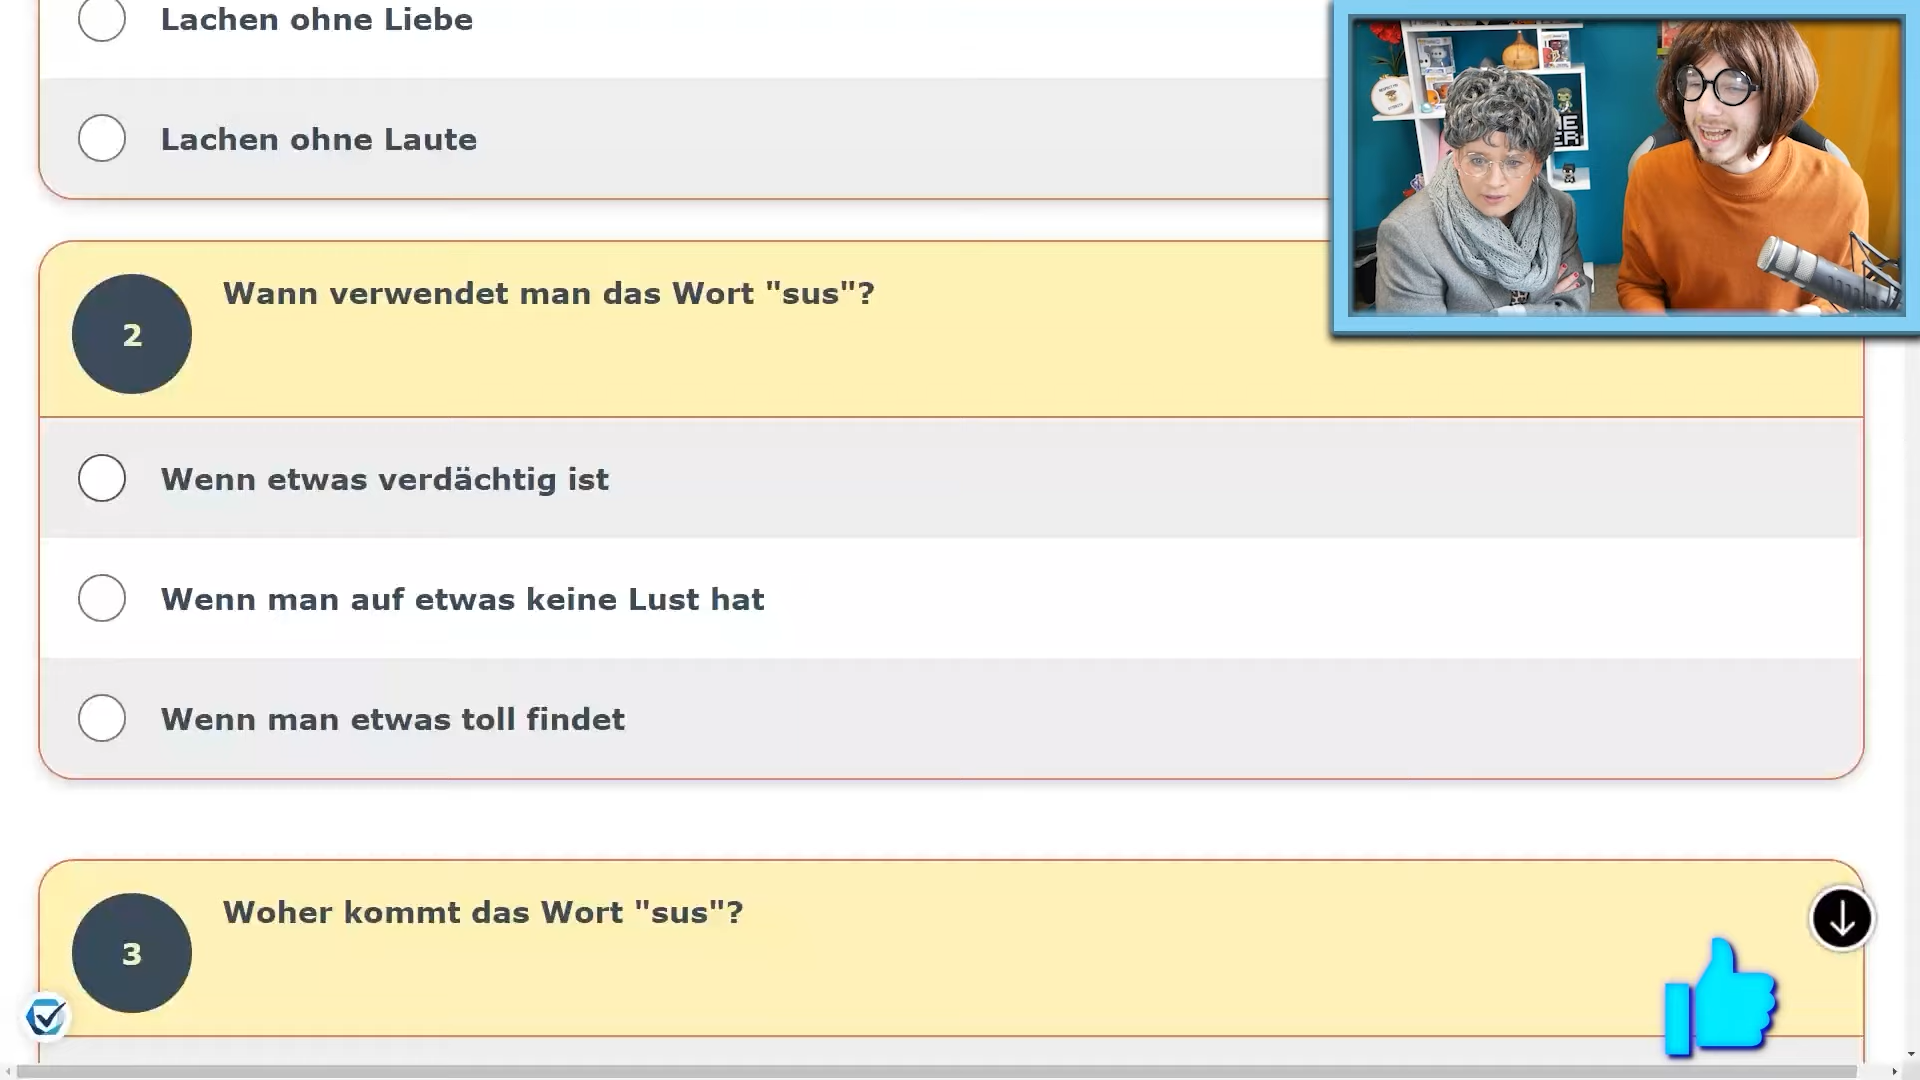 Lachen ohne Liebe
Lachen ohne Laute
2
Wann verwendet man das Wort "sus"?
Wenn etwas verdächtig ist
Wenn man auf etwas keine Lust hat
Wenn man etwas toll findet
3
Woher kommt das Wort "sus"?